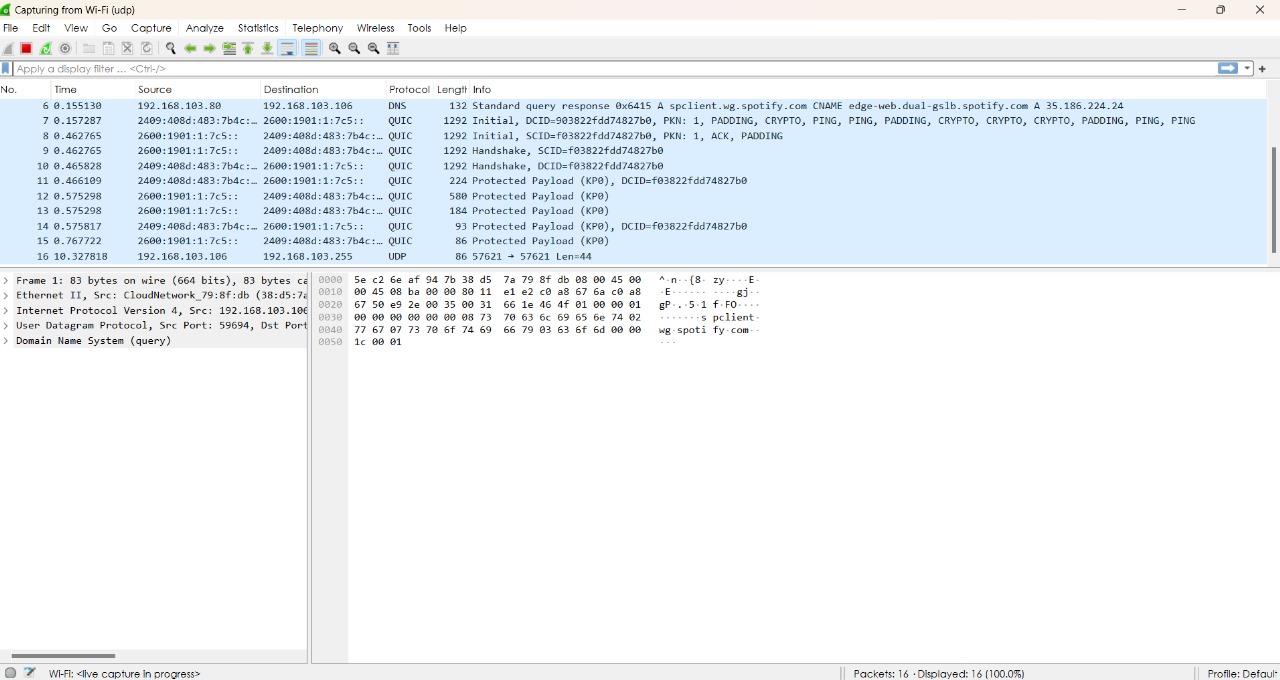 Capturing from Wi-Fi (udp)
File Edit View Go Capture Analyze Statistics Telephony Wireless Tools Help
Apply a display filter … <Ctrl-/>
No. Time Source Destination Protocol Length Info
6 0.155130 192.168.103.80 192.168.103.106 DNS 132 Standard query response 0x6415 A spclient.wg.spotify.com CNAME edge-web.dual-gslb.spotify.com A 35.186.224.24
7 0.157287 2409:408d:483:7b4c:… 2600:1901:1:7c5:: QUIC 1292 Initial, DCID=903822fdd74827b0, PKN: 1, PADDING, CRYPTO, PING, PING, PADDING, CRYPTO, CRYPTO, CRYPTO, PADDING, PING, PING
8 0.462765 2600:1901:1:7c5:: 2409:408d:483:7b4c:… QUIC 1292 Initial, SCID=f03822fdd74827b0, PKN: 1, ACK, PADDING
9 0.462765 2600:1901:1:7c5:: 2409:408d:483:7b4c:… QUIC 1292 Handshake, SCID=f03822fdd74827b0
10 0.465828 2409:408d:483:7b4c:… 2600:1901:1:7c5:: QUIC 1292 Handshake, DCID=f03822fdd74827b0
11 0.466109 2409:408d:483:7b4c:… 2600:1901:1:7c5:: QUIC 224 Protected Payload (KP0), DCID=f03822fdd74827b0
12 0.575298 2600:1901:1:7c5:: 2409:408d:483:7b4c:… QUIC 580 Protected Payload (KP0)
13 0.575298 2600:1901:1:7c5:: 2409:408d:483:7b4c:… QUIC 184 Protected Payload (KP0)
14 0.575817 2409:408d:483:7b4c:… 2600:1901:1:7c5:: QUIC 93 Protected Payload (KP0), DCID=f03822fdd74827b0
15 0.767722 2600:1901:1:7c5:: 2409:408d:483:7b4c:… QUIC 86 Protected Payload (KP0)
16 10.327818 192.168.103.106 192.168.103.255 UDP 86 57621 → 57621 Len=44
Frame 1: 83 bytes on wire (664 bits), 83 bytes ca
Ethernet II, Src: CloudNetwork_79:8f:db (38:d5:7a
Internet Protocol Version 4, Src: 192.168.103.106
User Datagram Protocol, Src Port: 59694, Dst Port
Domain Name System (query)
0000 5e c2 6e af 94 7b 38 d5 7a 79 8f db 08 00 45 00 ^·n··{8· zy····E·
0010 00 45 08 ba 00 00 80 11 e1 e2 c0 a8 67 6a c0 a8 ·E······ ····gj··
0020 67 50 e9 2e 00 35 00 31 66 1e 46 4f 01 00 00 01 gP·.·5·1 f·FO····
0030 00 00 00 00 00 00 08 73 70 63 6c 69 65 6e 74 02 ·······s pclient·
0040 77 67 07 73 70 6f 74 69 66 79 03 63 6f 6d 00 00 wg·spoti fy·com··
0050 1c 00 01 ···
Wi-Fi: <live capture in progress>
Packets: 16 · Displayed: 16 (100.0%)
Profile: Default